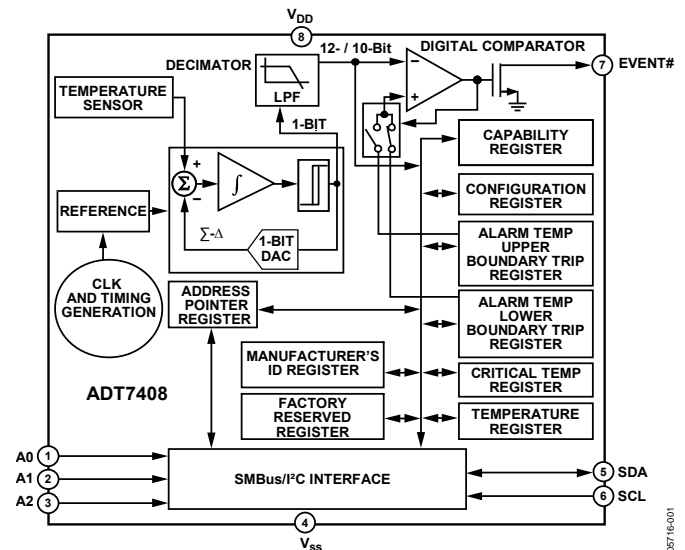 VDD
8
12- / 10-Bit
DIGITAL COMPARATOR
DECIMATOR
LPF
1-BIT
7
EVENT#
TEMPERATURE
SENSOR
−
+
+
Σ
−
∫
Σ-Δ
1-BIT
DAC
REFERENCE
CLK
AND TIMING
GENERATION
CAPABILITY
REGISTER
CONFIGURATION
REGISTER
ALARM TEMP
UPPER
BOUNDARY TRIP
REGISTER
ADDRESS
POINTER
REGISTER
ALARM TEMP
LOWER
BOUNDARY TRIP
REGISTER
MANUFACTURER'S
ID REGISTER
CRITICAL TEMP
REGISTER
ADT7408
FACTORY
RESERVED
REGISTER
TEMPERATURE
REGISTER
A0
1
A1
2
A2
3
SMBus/I²C INTERFACE
5
SDA
6
SCL
4
VSS
05716-001